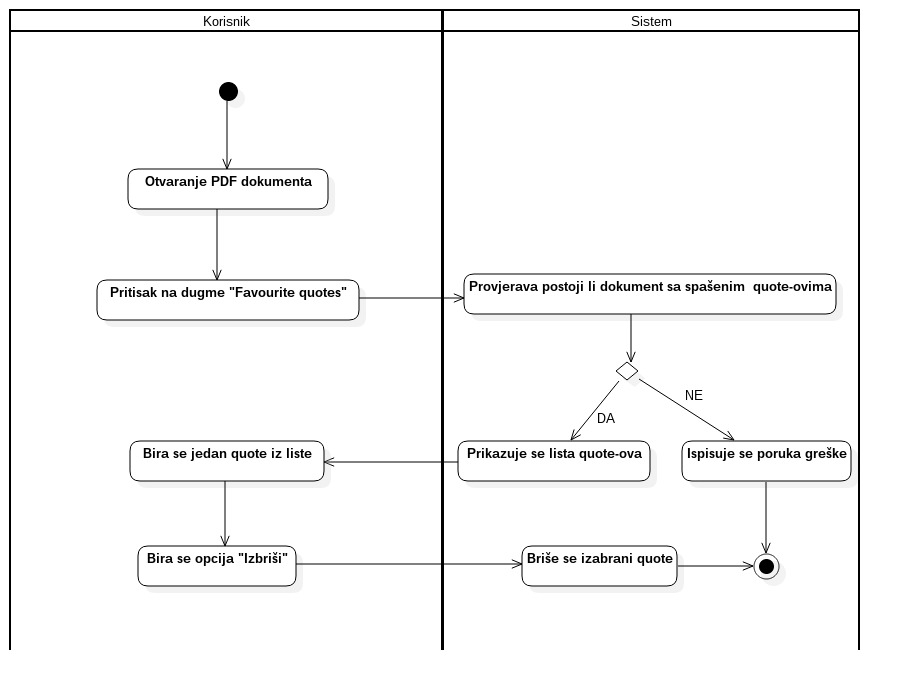 Korisnik
Sistem
Otvaranje PDF dokumenta
Pritisak na dugme "Favourite quotes"
Provjerava postoji li dokument sa spašenim  quote-ovima
DA
NE
Bira se jedan quote iz liste
Prikazuje se lista quote-ova
Ispisuje se poruka greške
Bira se opcija "Izbriši"
Briše se izabrani quote